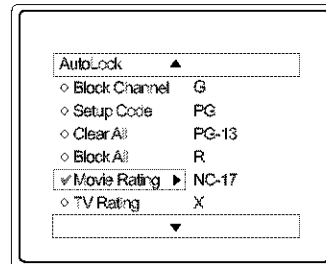 AutoLock
Block Channel G
Setup Code PG
Clear All PG-13
Block All R
Movie Rating NC-17
TV Rating X